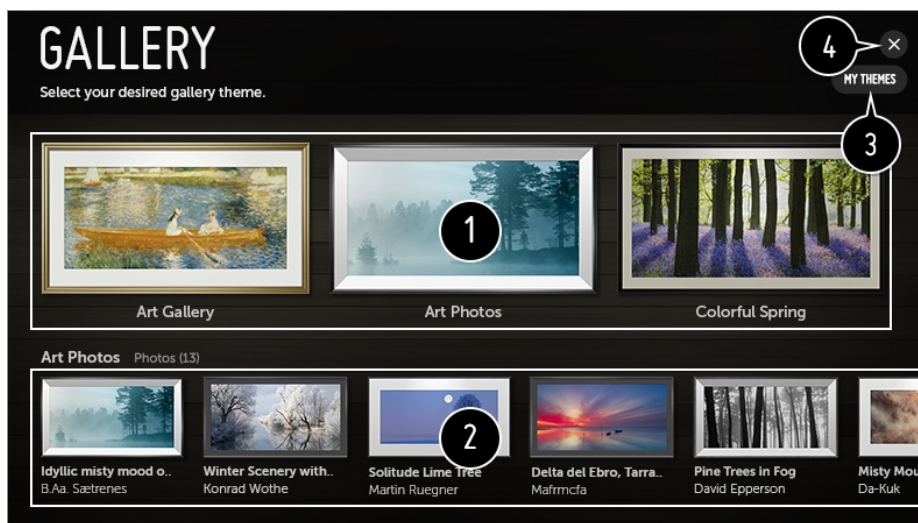 GALLERY
Select your desired gallery theme.
4
×
MY THEMES
3
1
Art Gallery
Art Photos
Colorful Spring
Art Photos Photos (13)
2
Idyllic misty mood o..
B.Aa. Sætrenes
Winter Scenery with..
Konrad Wothe
Solitude Lime Tree
Martin Ruegner
Delta del Ebro, Tarra..
Mafrmcfa
Pine Trees in Fog
David Epperson
Misty Mou
Da-Kuk